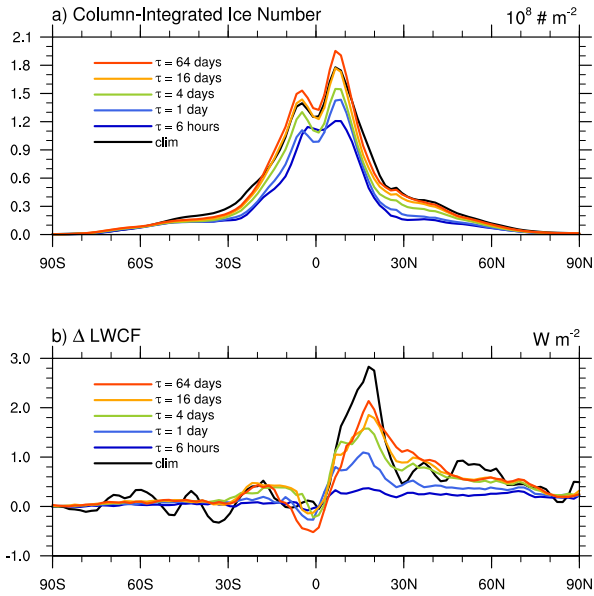 a) Column-Integrated Ice Number 10⁸ # m⁻²
2.1
1.8
1.5
1.2
0.9
0.6
0.3
0.0
τ = 64 days
τ = 16 days
τ = 4 days
τ = 1 day
τ = 6 hours
clim
90S 60S 30S 0 30N 60N 90N
b) Δ LWCF W m⁻²
3.0
2.0
1.0
0.0
-1.0
τ = 64 days
τ = 16 days
τ = 4 days
τ = 1 day
τ = 6 hours
clim
90S 60S 30S 0 30N 60N 90N